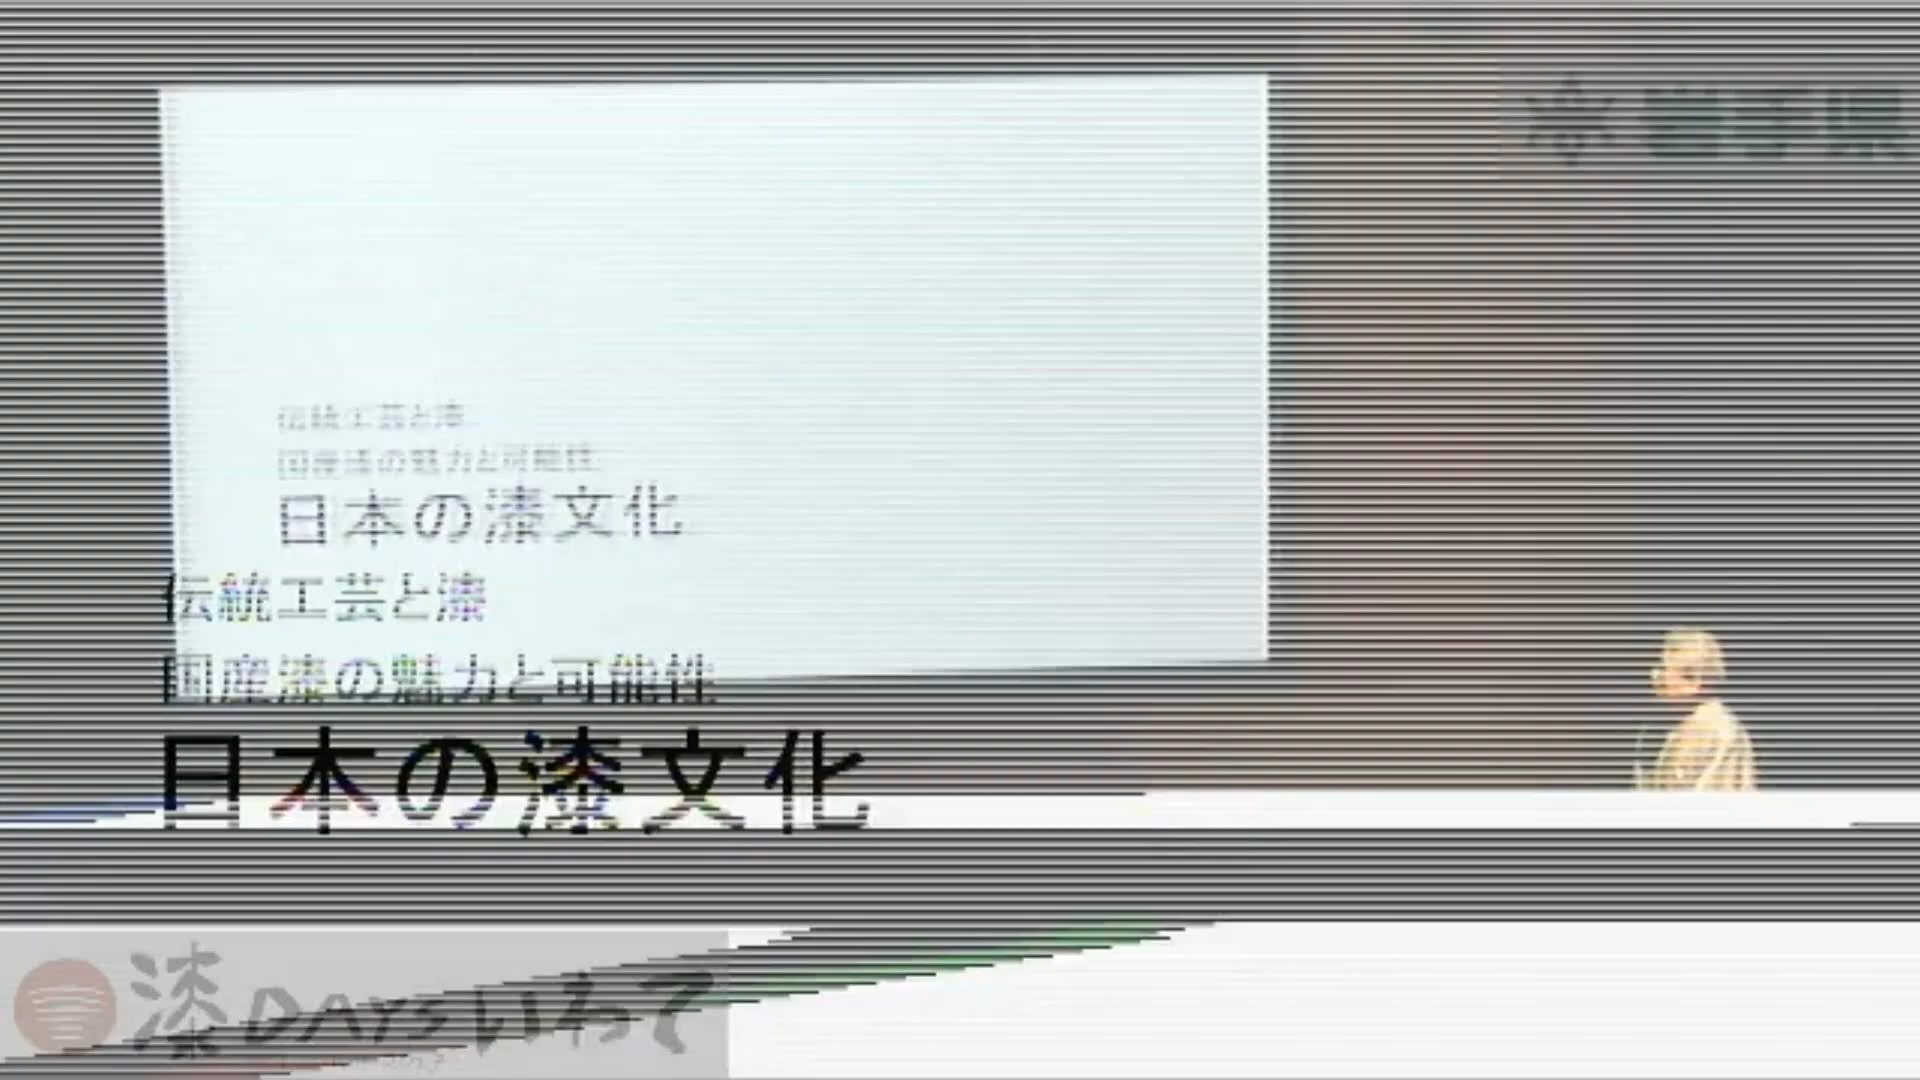 岩手県
伝統工芸と漆
国産漆の魅力と可能性
日本の漆文化
伝統工芸と漆
国産漆の魅力と可能性
日本の漆文化
漆DAYSいわて